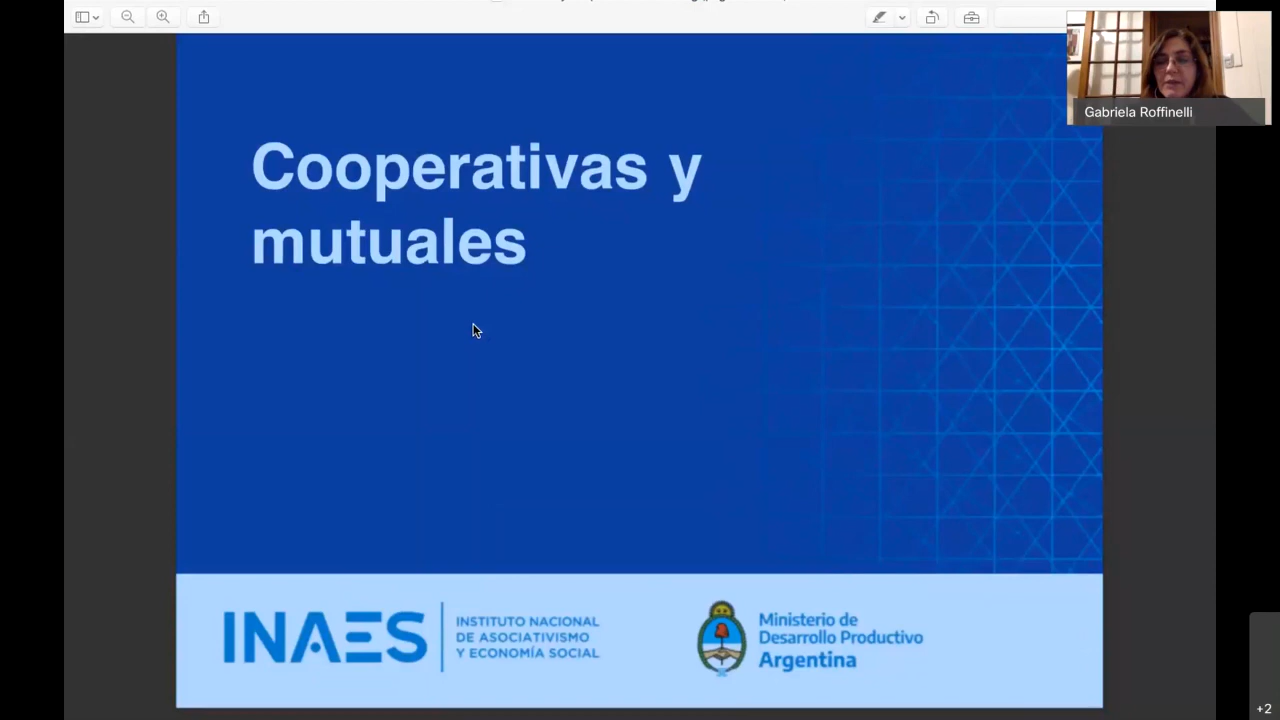 Gabriela Roffinelli
Cooperativas y
mutuales
INAES
INSTITUTO NACIONAL
DE ASOCIATIVISMO
Y ECONOMÍA SOCIAL
Ministerio de
Desarrollo Productivo
Argentina
+2